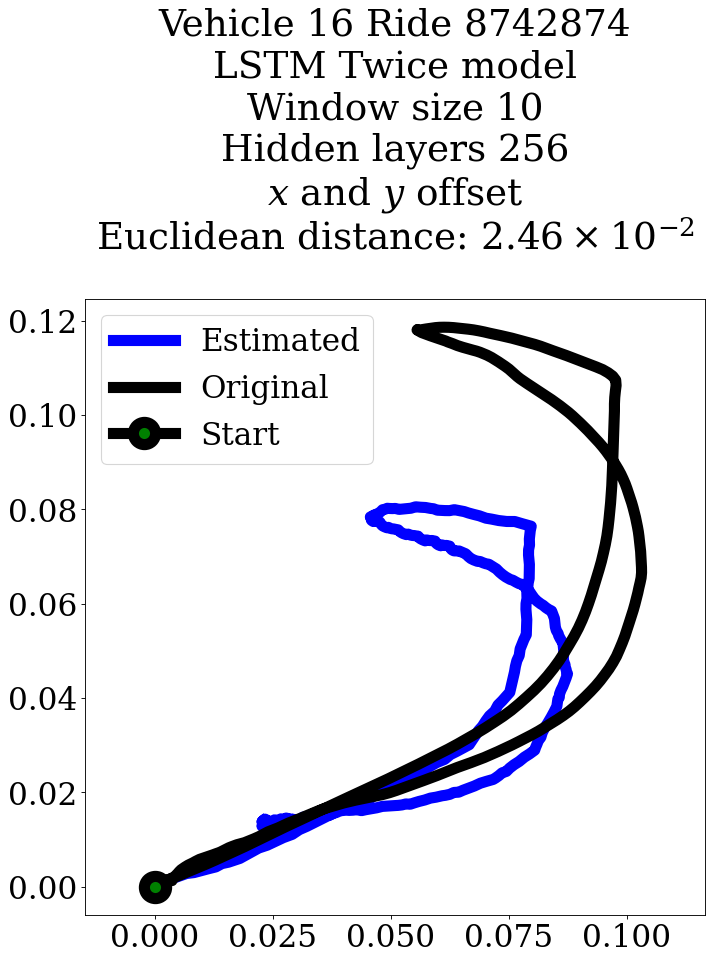 Vehicle 16 Ride 8742874
LSTM Twice model
Window size 10
Hidden layers 256
x and y offset
Euclidean distance: 2.46 × 10⁻²
Estimated
Original
Start
0.12
0.10
0.08
0.06
0.04
0.02
0.00
0.000 0.025 0.050 0.075 0.100